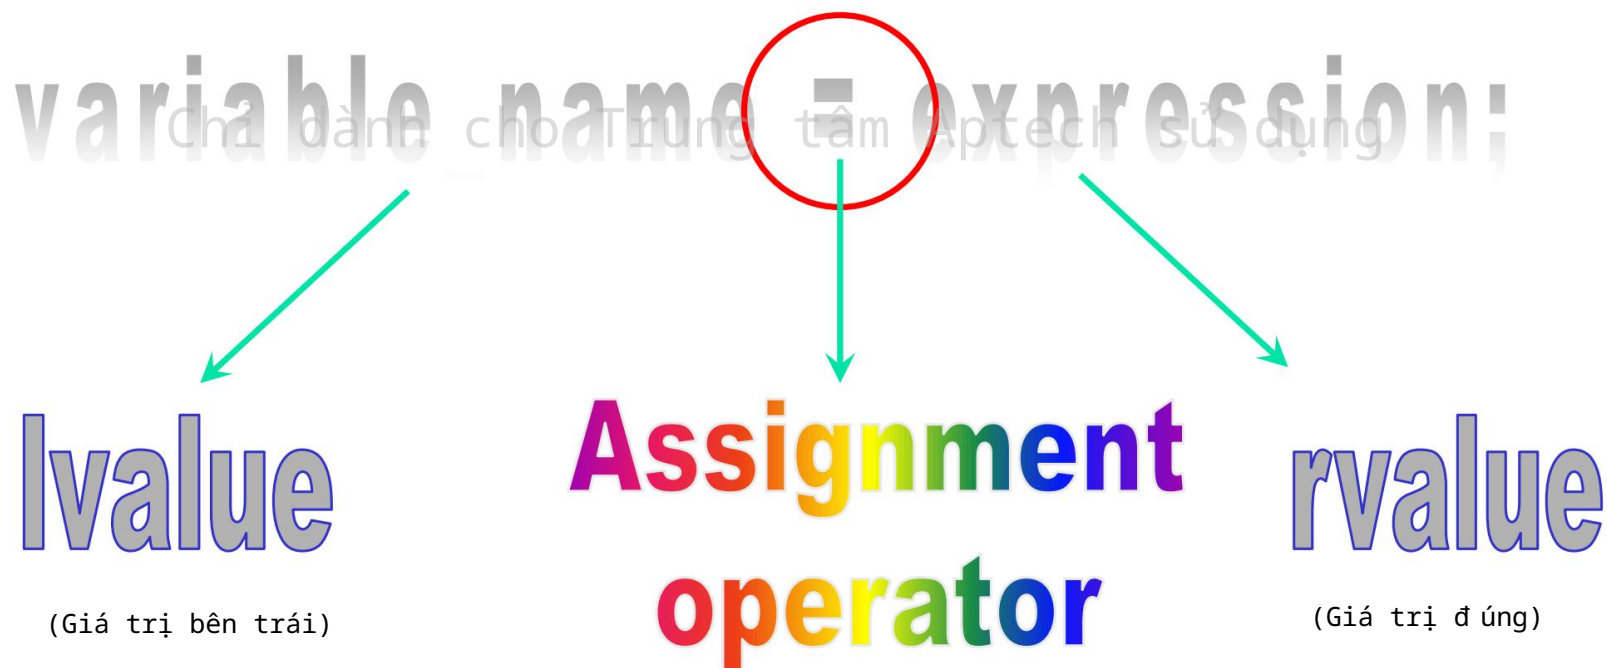 variable_name = expression;
Chỉ dành cho Trung tâm Aptech sử dụng
lvalue
Assignment
operator
rvalue
(Giá trị bên trái)
(Giá trị đúng)